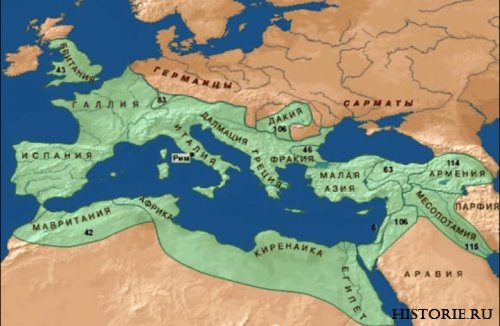 БРИТАНИЯ
43
ГЕРМАНЦЫ
83
ГАЛЛИЯ
САРМАТЫ
ДАКИЯ
106
ДАЛМАЦИЯ
ИСПАНИЯ
Рим
ИТАЛИЯ
46
ФРАКИЯ
ГРЕЦИЯ
МАЛАЯ
АЗИЯ
63
114
АРМЕНИЯ
ПАРФИЯ
МЕСОПОТАМИЯ
115
АФРИКА
МАВРИТАНИЯ
42
6
106
КИРЕНАИКА
ЕГИПЕТ
АРАВИЯ
HISTORIE.RU